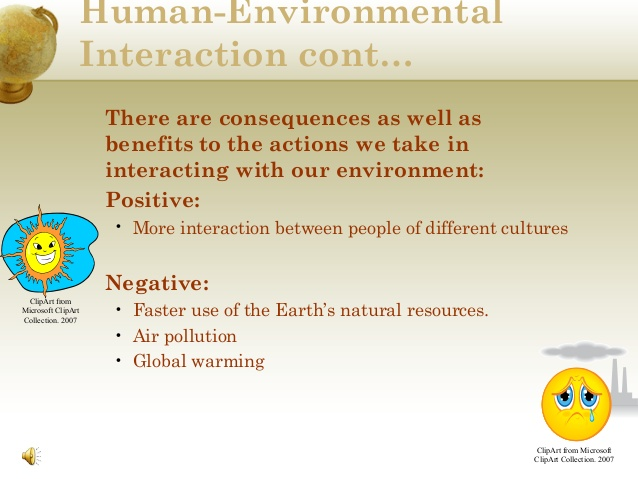 Human-Environmental
Interaction cont...
There are consequences as well as
benefits to the actions we take in
interacting with our environment:
Positive:
• More interaction between people of different cultures
Negative:
• Faster use of the Earth's natural resources.
• Air pollution
• Global warming
ClipArt from
Microsoft ClipArt
Collection. 2007
ClipArt from Microsoft
ClipArt Collection. 2007